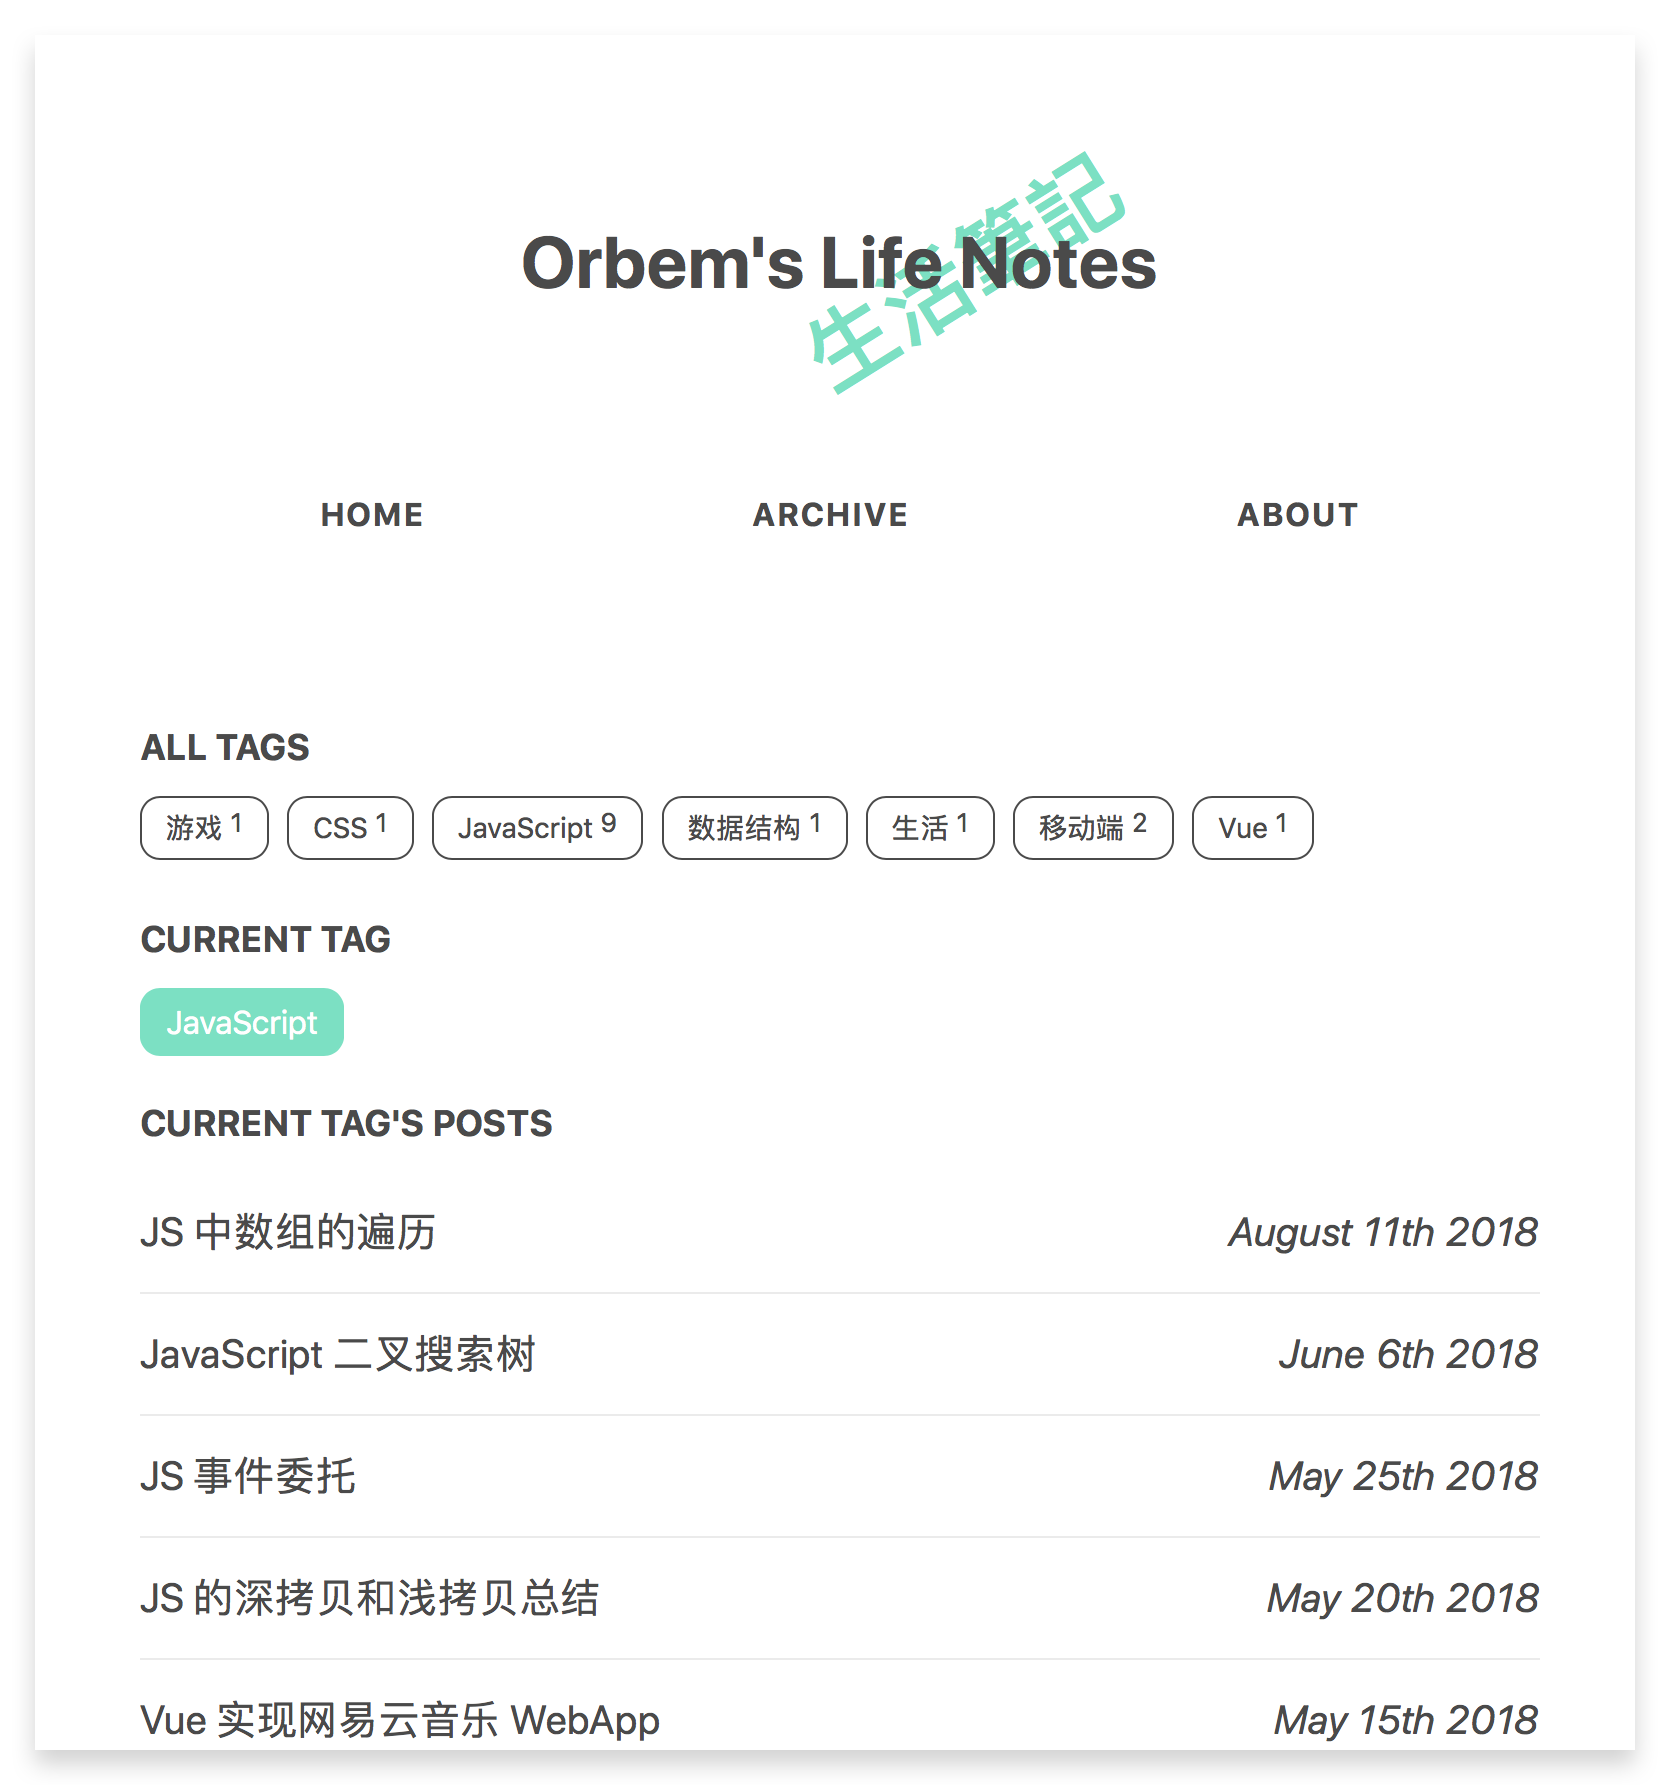 生活筆記
Orbem's Life Notes
HOME ARCHIVE ABOUT
ALL TAGS
游戏 1 CSS 1 JavaScript 9 数据结构 1 生活 1 移动端 2 Vue 1
CURRENT TAG
JavaScript
CURRENT TAG'S POSTS
JS 中数组的遍历 August 11th 2018
JavaScript 二叉搜索树 June 6th 2018
JS 事件委托 May 25th 2018
JS 的深拷贝和浅拷贝总结 May 20th 2018
Vue 实现网易云音乐 WebApp May 15th 2018